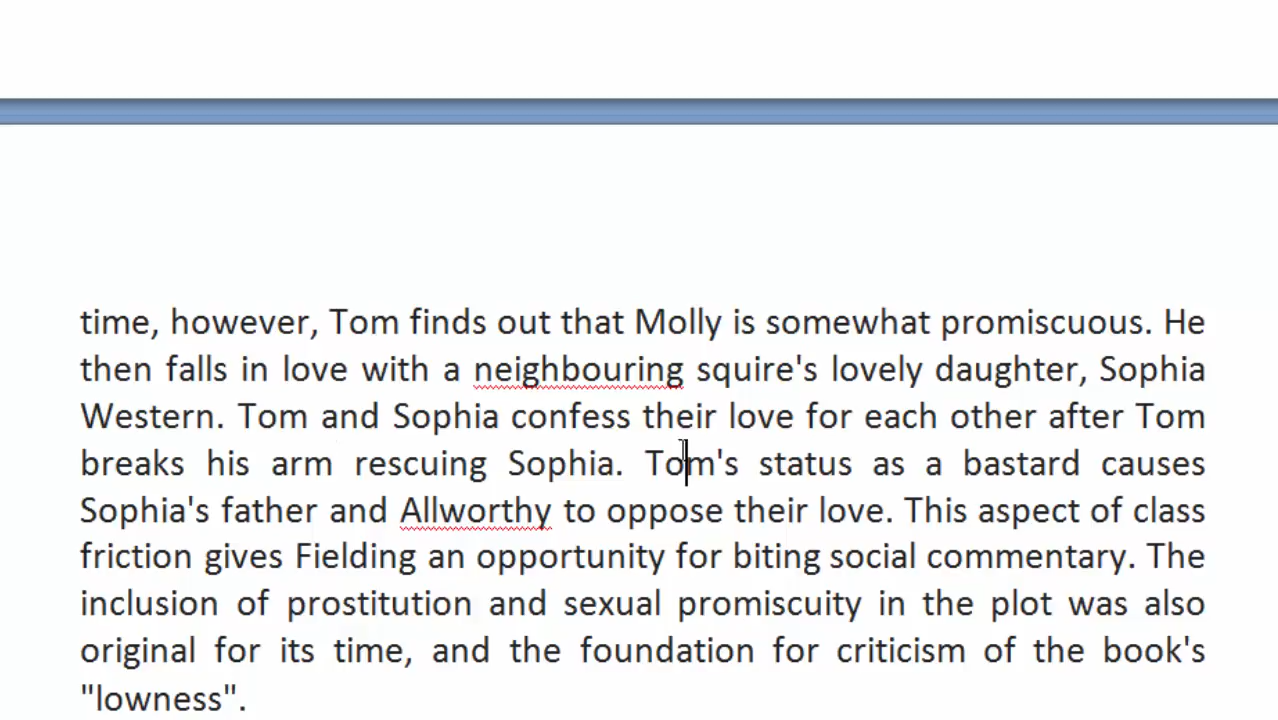 time, however, Tom finds out that Molly is somewhat promiscuous. He
then falls in love with a neighbouring squire's lovely daughter, Sophia
Western. Tom and Sophia confess their love for each other after Tom
breaks his arm rescuing Sophia. Tom's status as a bastard causes
Sophia's father and Allworthy to oppose their love. This aspect of class
friction gives Fielding an opportunity for biting social commentary. The
inclusion of prostitution and sexual promiscuity in the plot was also
original for its time, and the foundation for criticism of the book's
"lowness".